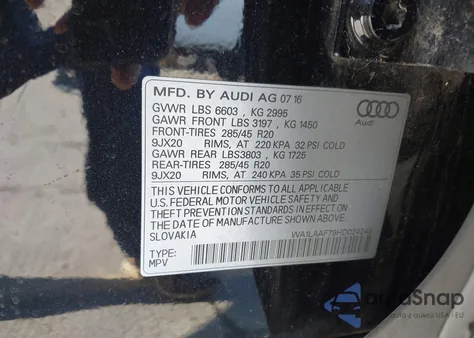 MFD. BY AUDI AG 07 16
GVWR LBS 6603 , KG 2995
GAWR FRONT LBS 3197 , KG 1450
FRONT-TIRES 285/45 R20
9JX20 RIMS, AT 220 KPA 32 PSI COLD
GAWR REAR LBS3803 , KG 1725
REAR-TIRES 285/45 R20
9JX20 RIMS, AT 240 KPA 35 PSI COLD
THIS VEHICLE CONFORMS TO ALL APPLICABLE
U.S. FEDERAL MOTOR VEHICLE SAFETY AND
THEFT PREVENTION STANDARDS IN EFFECT ON
THE DATE OF MANUFACTURE SHOWN ABOVE.
SLOVAKIA
TYPE:
MPV
Audi